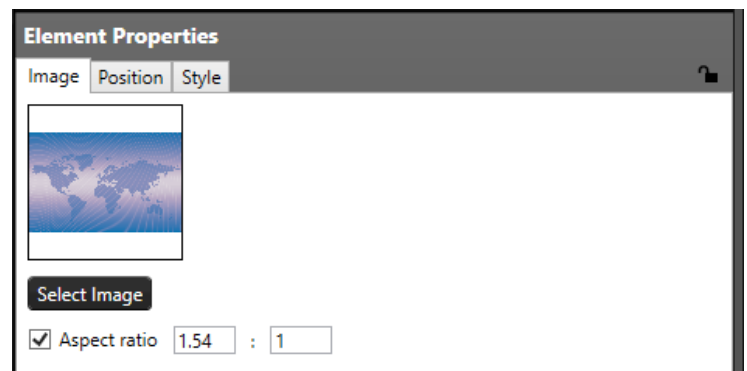 Element Properties
Image Position Style
Select Image
Aspect ratio 1.54 : 1